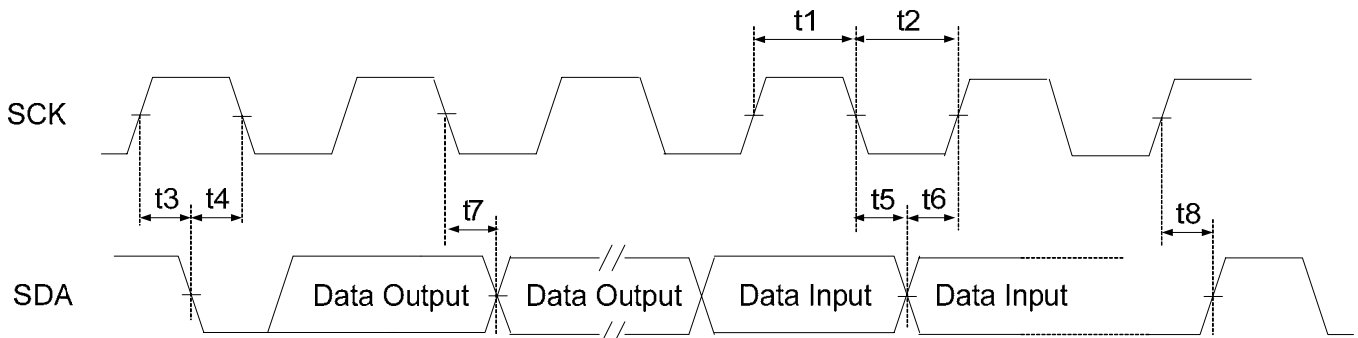 t1 t2
SCK
t3 t4 t7 t5 t6 t8
SDA Data Output Data Output Data Input Data Input